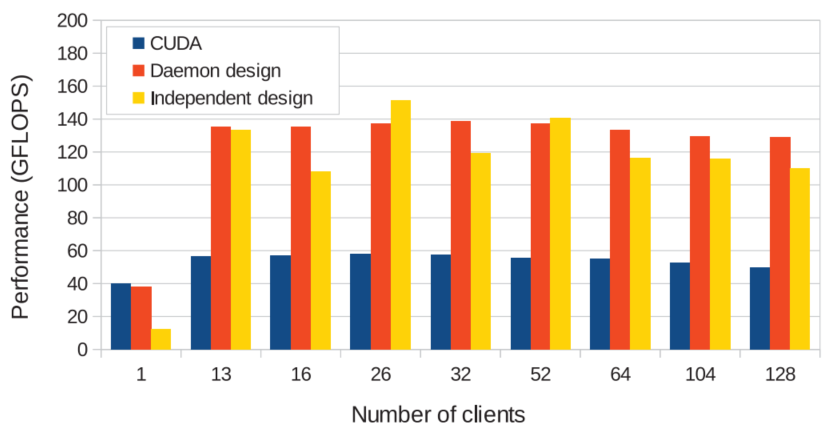 200
180
160
140
120
100
80
60
40
20
0
Performance (GFLOPS)
CUDA
Daemon design
Independent design
1 13 16 26 32 52 64 104 128
Number of clients